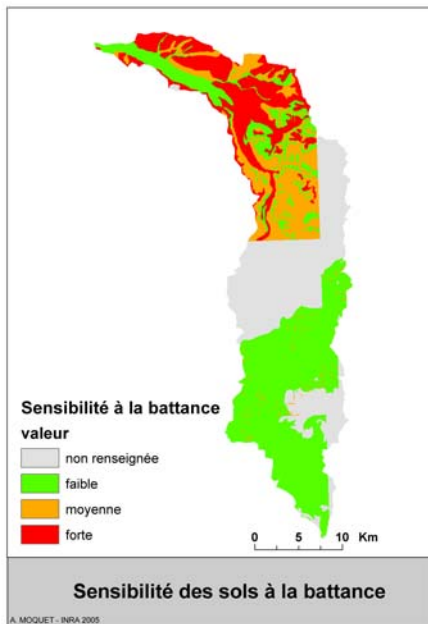 Sensibilité à la battance
valeur
non renseignée
faible
moyenne
forte
0 5 10 Km
Sensibilité des sols à la battance
A. MOQUET - INRA 2005